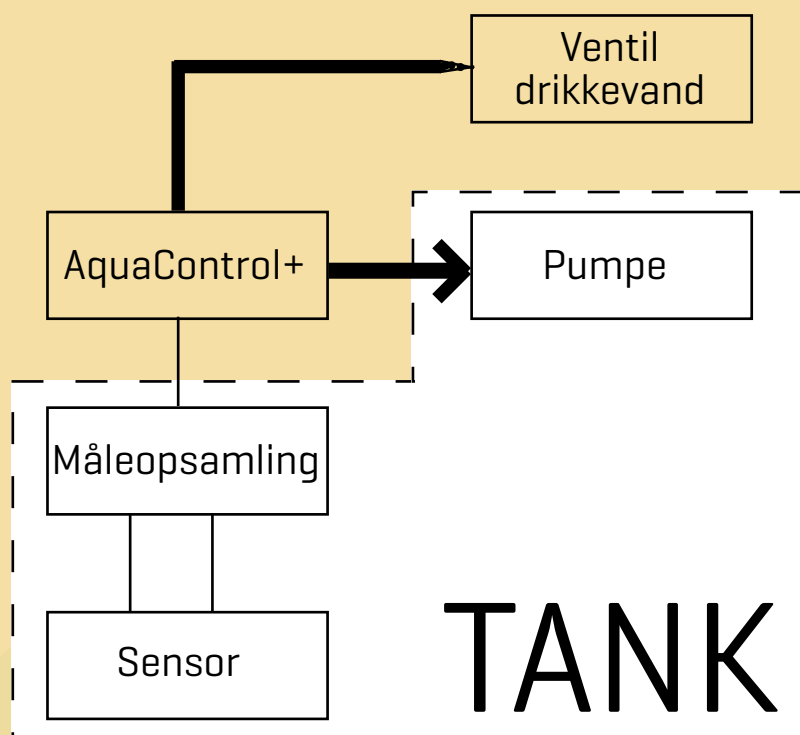 Ventil
drikkevand
AquaControl+
Pumpe
Måleopsamling
Sensor
TANK